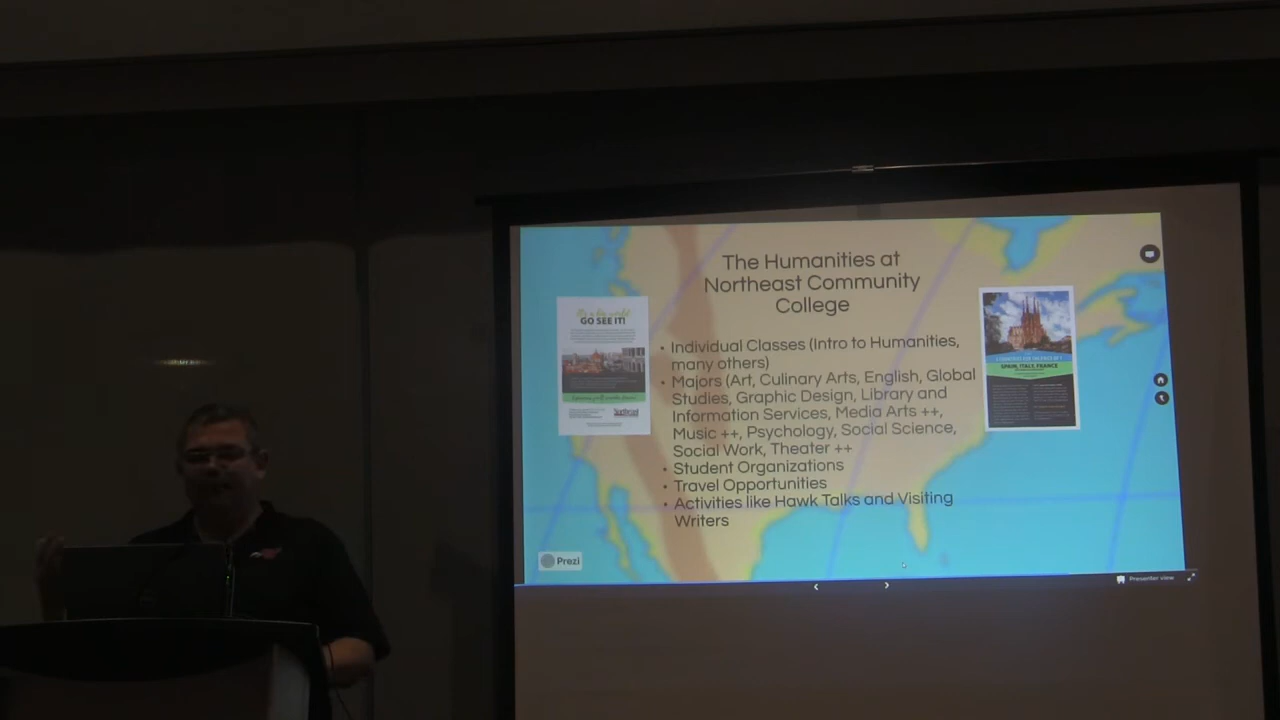 The Humanities at
Northeast Community
College
GO SEE IT!
• Individual Classes (Intro to Humanities,
many others)
• Majors (Art, Culinary Arts, English, Global
Studies, Graphic Design, Library and
Information Services, Media Arts ++,
Music ++, Psychology, Social Science,
Social Work, Theater ++
• Student Organizations
• Travel Opportunities
• Activities like Hawk Talks and Visiting
Writers
SPAIN, ITALY, FRANCE
Prezi
Presenter view